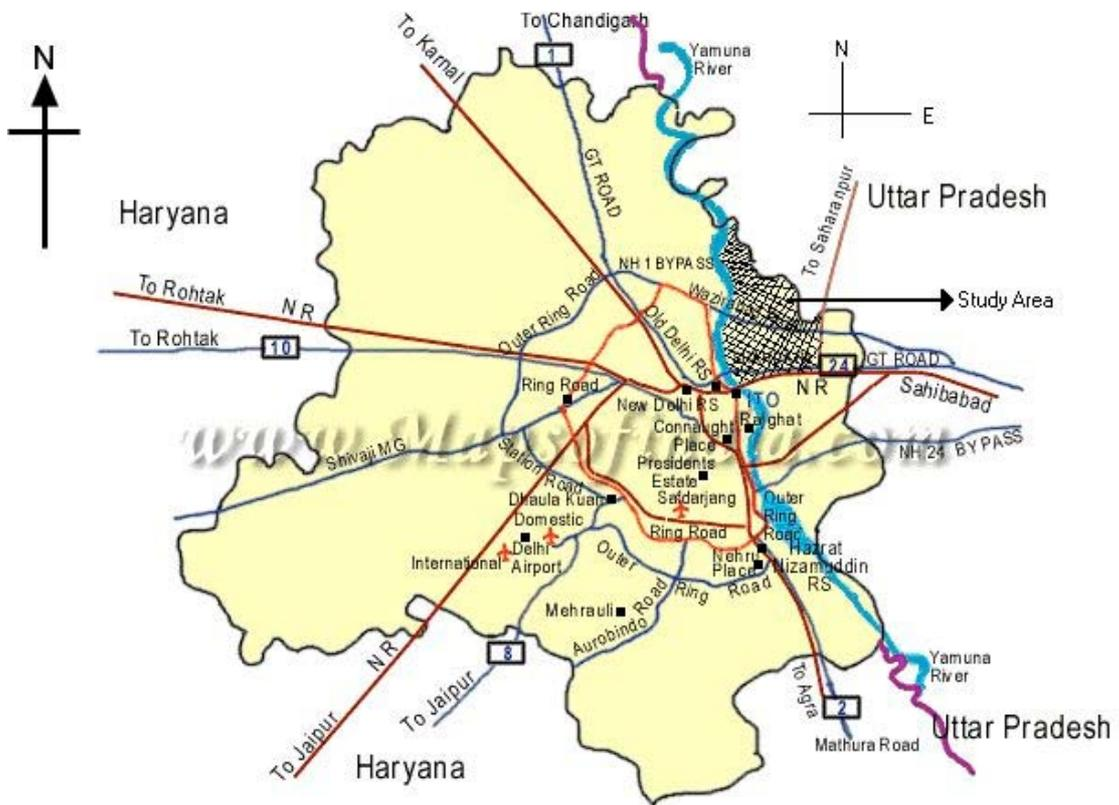 To Chandigarh
To Karnal
1
Yamuna
River
N
N
E
GT ROAD
Haryana
Uttar Pradesh
To Saharanpur
NH 1 BYPASS
To Rohtak
N R
Outer Ring Road
Old Delhi RS
Study Area
To Rohtak
10
24
GT ROAD
N R
Sahibabad
Ring Road
New Delhi RS
ITO
Rajghat
Connaught
Place
www.Mapsofindia.com
NH 24 BYPASS
Shivaji MG
Station Road
Presidents
Estate
Safdarjang
Dhaula Kuan
Domestic
Ring Road
Outer
Ring
Road
International
Delhi
Airport
Outer
Ring
Road
Nehru
Place
Hazrat
Nizamuddin
RS
Mehrauli
Aurobindo Road
N R
8
To Jaipur
To Jaipur
Haryana
To Agra
2
Mathura Road
Yamuna
River
Uttar Pradesh